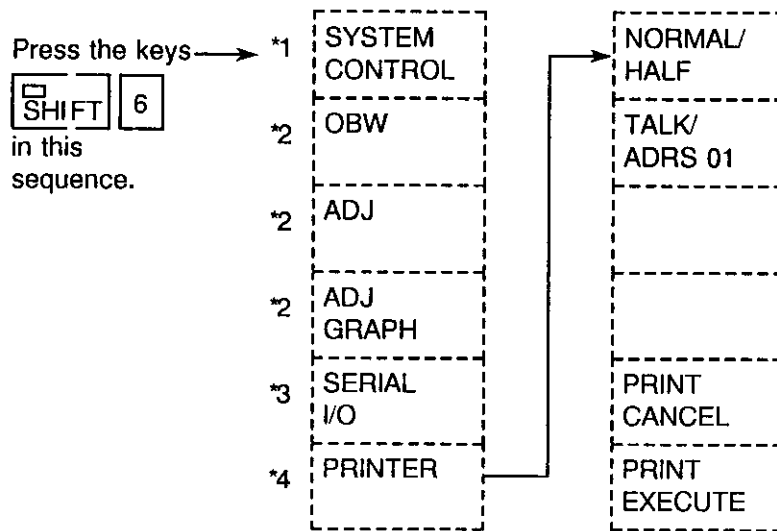 Press the keys
SHIFT 6
in this
sequence.
*1 SYSTEM
CONTROL
*2 OBW
*2 ADJ
*2 ADJ
GRAPH
*3 SERIAL
I/O
*4 PRINTER
NORMAL/
HALF
TALK/
ADRS 01
PRINT
CANCEL
PRINT
EXECUTE